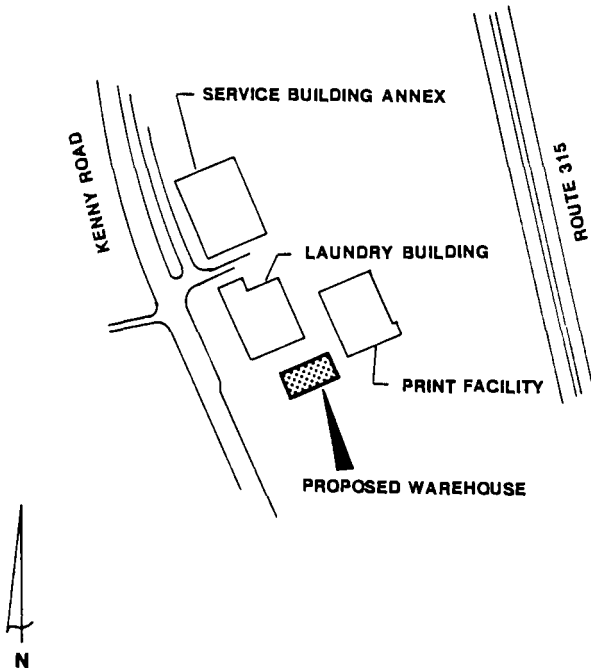 SERVICE BUILDING ANNEX
KENNY ROAD
ROUTE 315
LAUNDRY BUILDING
PRINT FACILITY
PROPOSED WAREHOUSE
N